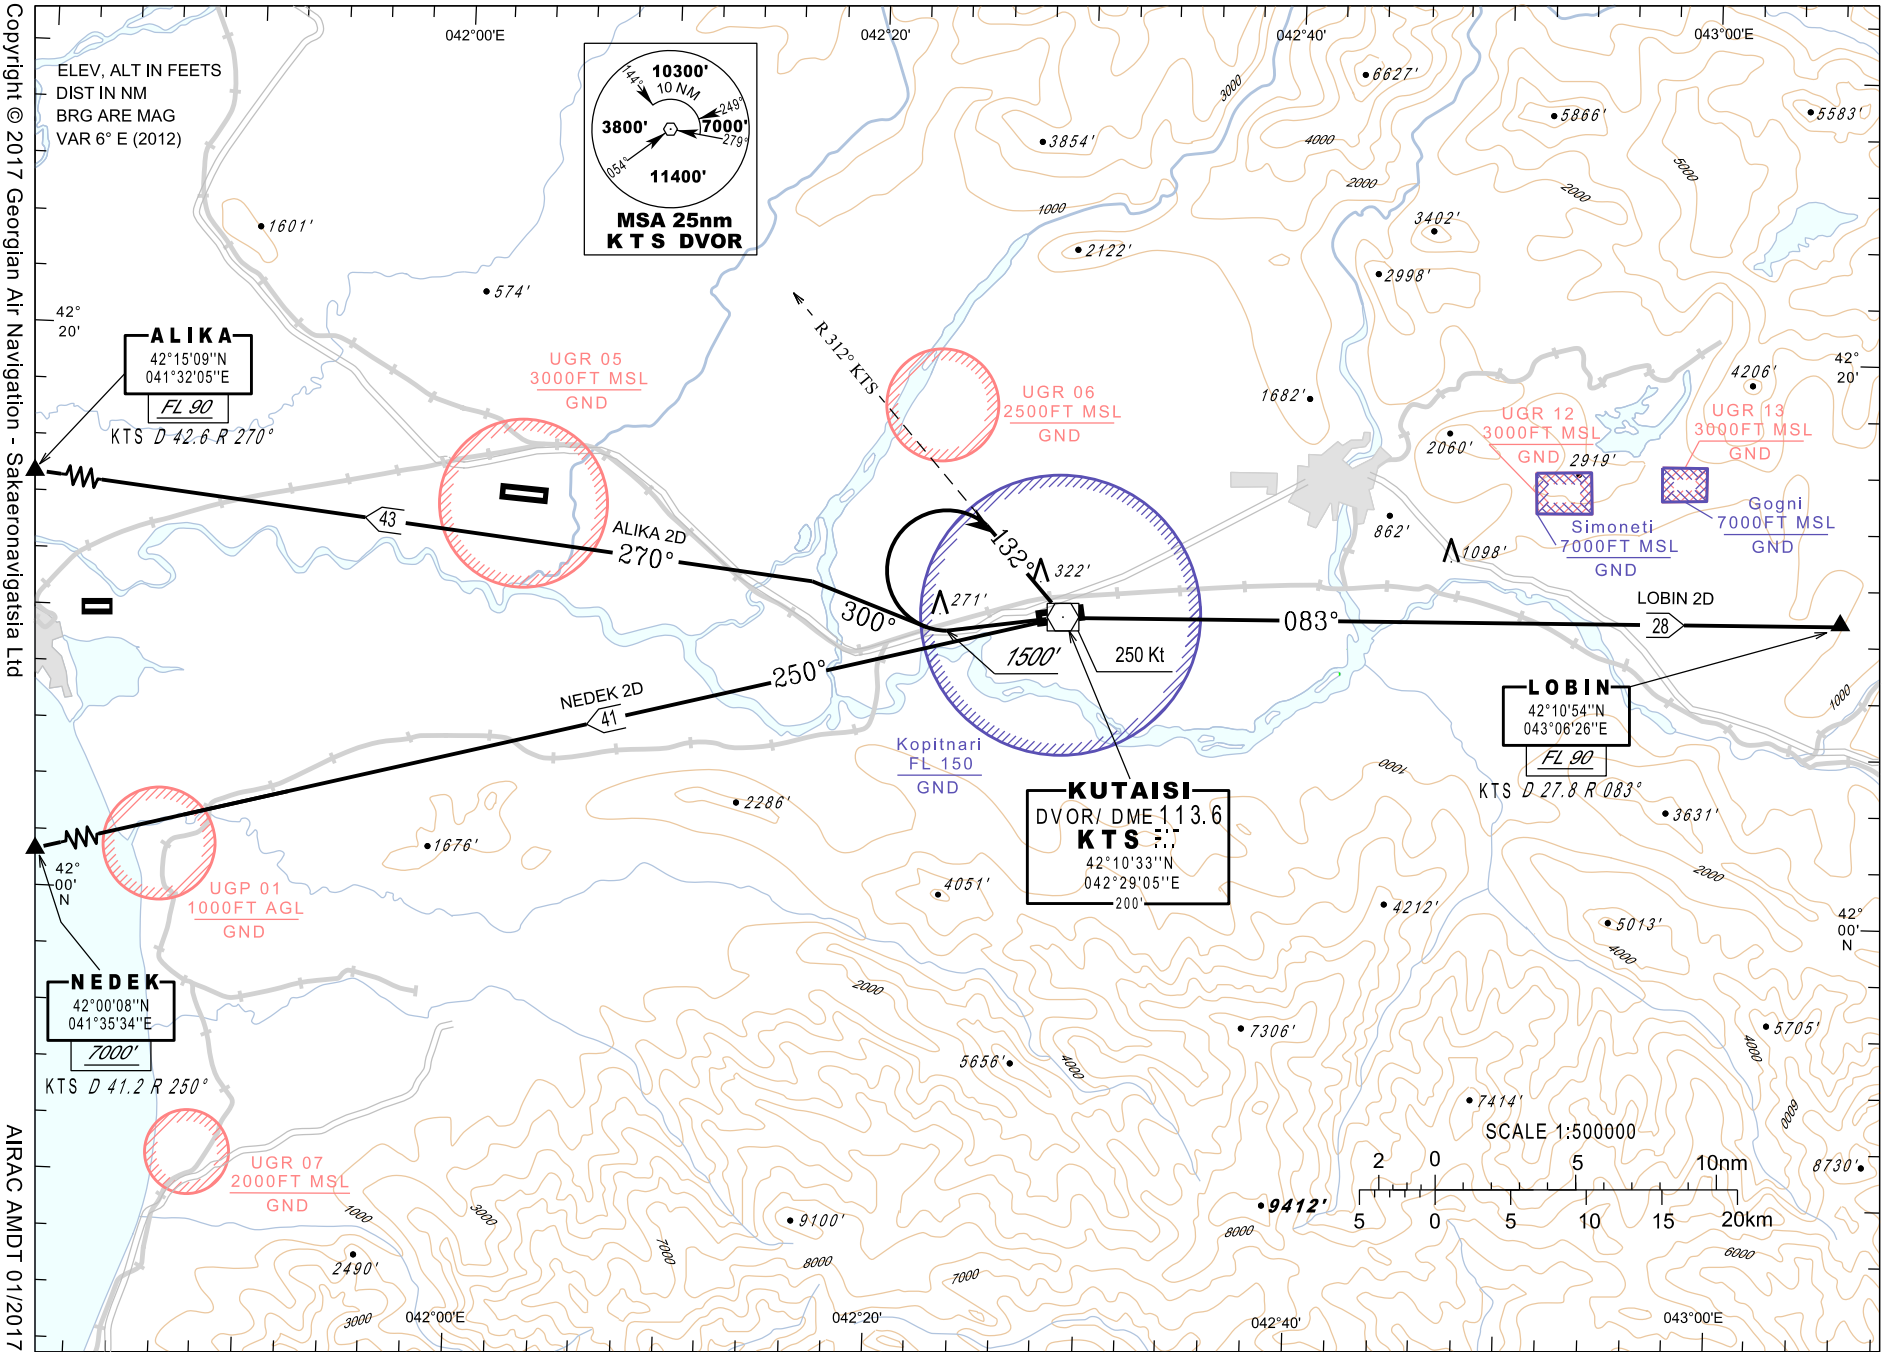 Copyright © 2017 Georgian Air Navigation - Sakaeronavigatsia Ltd
AIRAC AMDT 01/2017
042°00'E
042°20'
042°40'
043°00'E
ELEV, ALT IN FEETS
DIST IN NM
BRG ARE MAG
VAR 6° E (2012)
10300'
10 NM
144°
249°
3800'
7000'
279°
054°
11400'
MSA 25nm
K T S DVOR
6627'
5866'
5583'
3854'
3000
4000
2000
2000
5000
1000
3402'
2122'
2998'
1601'
574'
42°
20'
ALIKA
42°15'09"N
041°32'05"E
FL 90
KTS D 42.6 R 270°
UGR 05
3000FT MSL
GND
R 312° KTS
UGR 06
2500FT MSL
GND
1682'
42°
20'
4206'
UGR 12
3000FT MSL
GND
UGR 13
3000FT MSL
GND
2060'
2919'
862'
1098'
Simoneti
7000FT MSL
GND
Gogni
7000FT MSL
GND
43
ALIKA 2D
270°
132°
322'
271'
300°
1500'
250 Kt
083°
LOBIN 2D
28
250°
NEDEK 2D
41
LOBIN
42°10'54"N
043°06'26"E
FL 90
KTS D 27.8 R 083°
1000
Kopitnari
FL 150
GND
KUTAISI
DVOR/ DME 113.6
KTS
42°10'33"N
042°29'05"E
200'
1000
3631'
2286'
1676'
4051'
4212'
2000
5013'
4000
42°
00'
N
42°
00'
N
UGP 01
1000FT AGL
GND
NEDEK
42°00'08"N
041°35'34"E
7000'
KTS D 41.2 R 250°
2000
7306'
5656'
4000
5705'
4000
7414'
6000
SCALE 1:500000
2 0 5 10nm
5 0 5 10 15 20km
8730'
UGR 07
2000FT MSL
GND
1000
3000
9100'
9412'
8000
7000
8000
7000
6000
2490'
3000
042°00'E
042°20'
042°40'
043°00'E